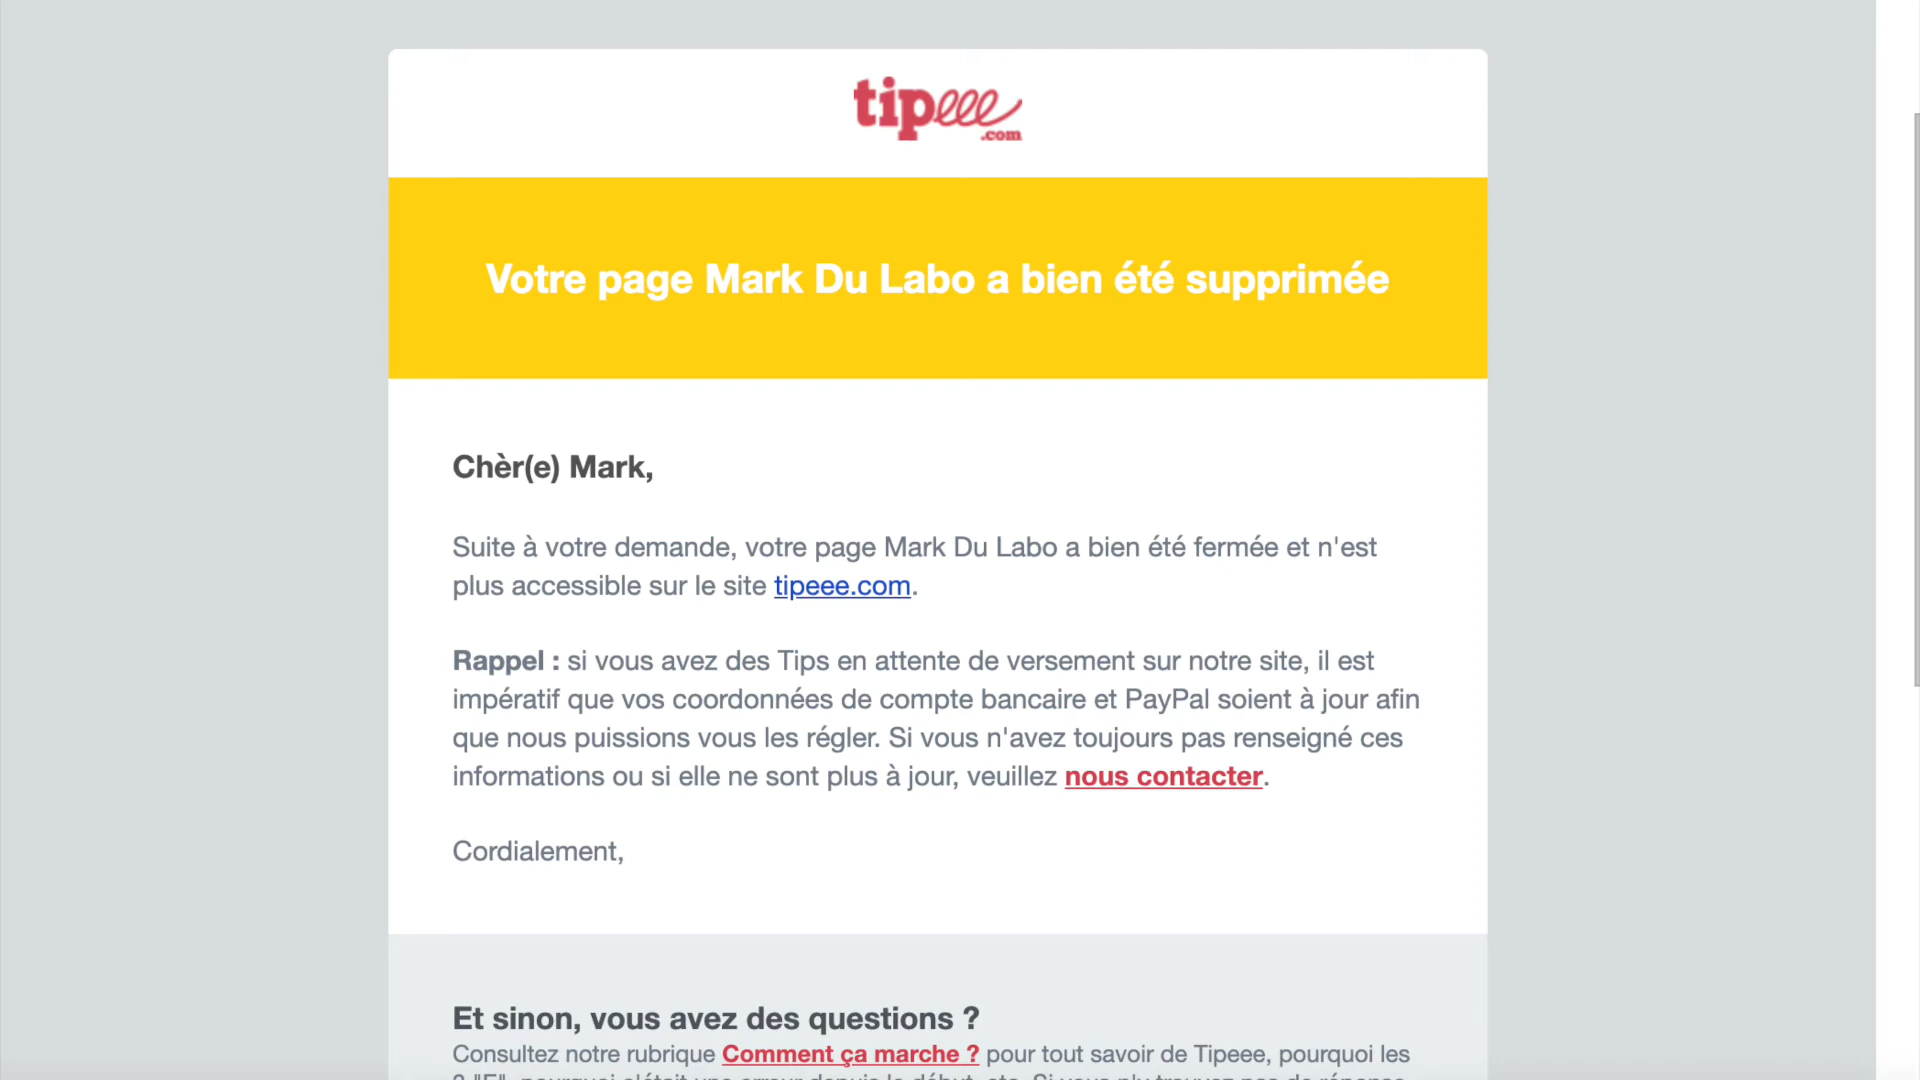 tipeee
.com
Votre page Mark Du Labo a bien été supprimée
Chèr(e) Mark,
Suite à votre demande, votre page Mark Du Labo a bien été fermée et n'est
plus accessible sur le site tipeee.com.
Rappel : si vous avez des Tips en attente de versement sur notre site, il est
impératif que vos coordonnées de compte bancaire et PayPal soient à jour afin
que nous puissions vous les régler. Si vous n'avez toujours pas renseigné ces
informations ou si elle ne sont plus à jour, veuillez nous contacter.
Cordialement,
Et sinon, vous avez des questions ?
Consultez notre rubrique Comment ça marche ? pour tout savoir de Tipeee, pourquoi les